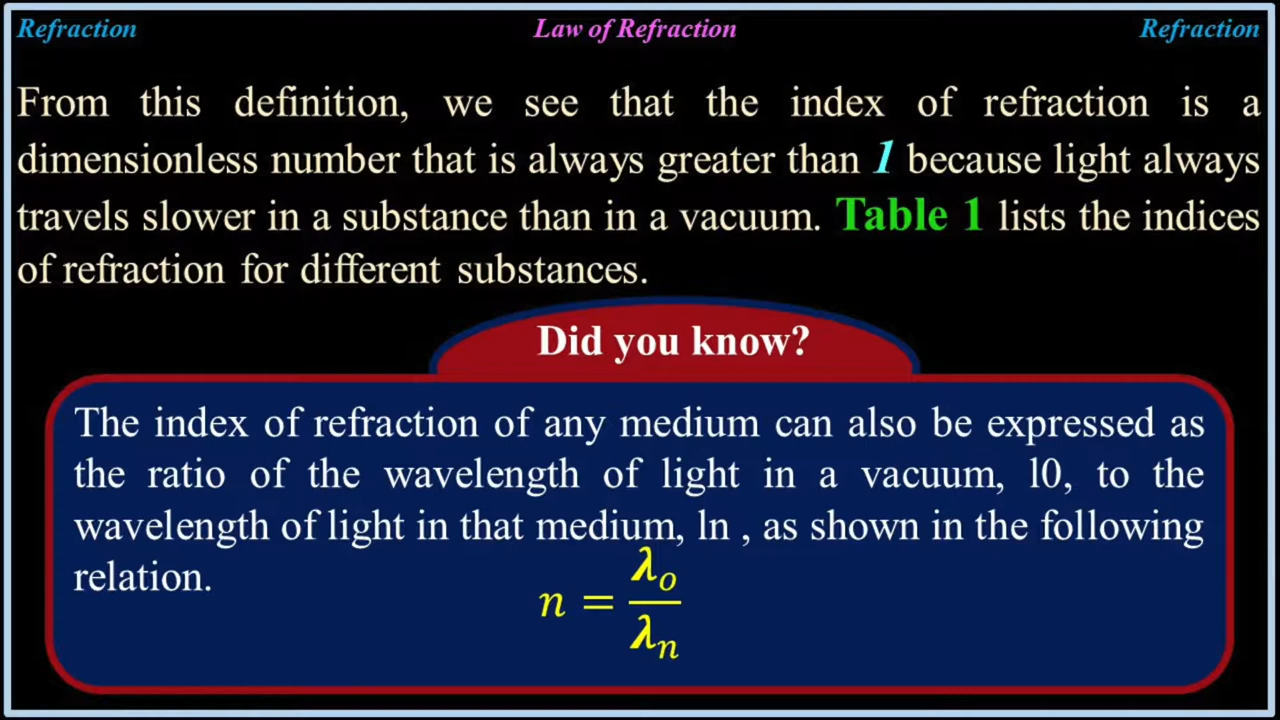 Refraction Law of Refraction Refraction
From this definition, we see that the index of refraction is a
dimensionless number that is always greater than 1 because light always
travels slower in a substance than in a vacuum. Table 1 lists the indices
of refraction for different substances.
Did you know?
The index of refraction of any medium can also be expressed as
the ratio of the wavelength of light in a vacuum, l0, to the
wavelength of light in that medium, ln , as shown in the following
relation.
n = λo / λn